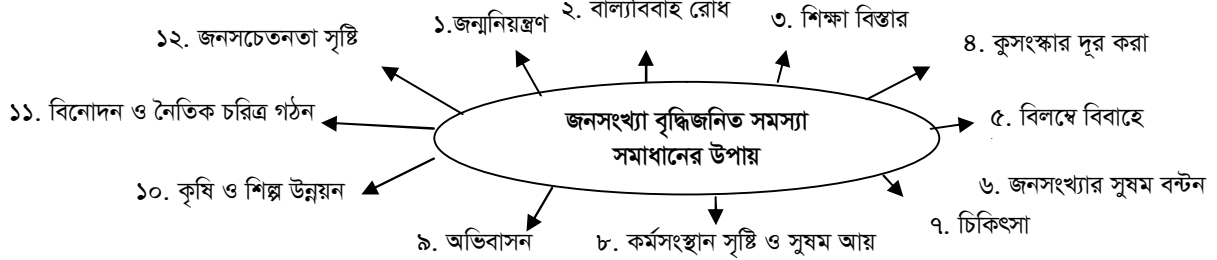 ১.জন্মনিয়ন্ত্রণ
২. বাল্যবিবাহ রোধ
৩. শিক্ষা বিস্তার
৪. কুসংস্কার দূর করা
৫. বিলম্বে বিবাহে
৬. জনসংখ্যার সুষম বন্টন
৭. চিকিৎসা
৮. কর্মসংস্থান সৃষ্টি ও সুষম আয়
৯. অভিবাসন
১০. কৃষি ও শিল্প উন্নয়ন
১১. বিনোদন ও নৈতিক চরিত্র গঠন
১২. জনসচেতনতা সৃষ্টি
জনসংখ্যা বৃদ্ধিজনিত সমস্যা
সমাধানের উপায়